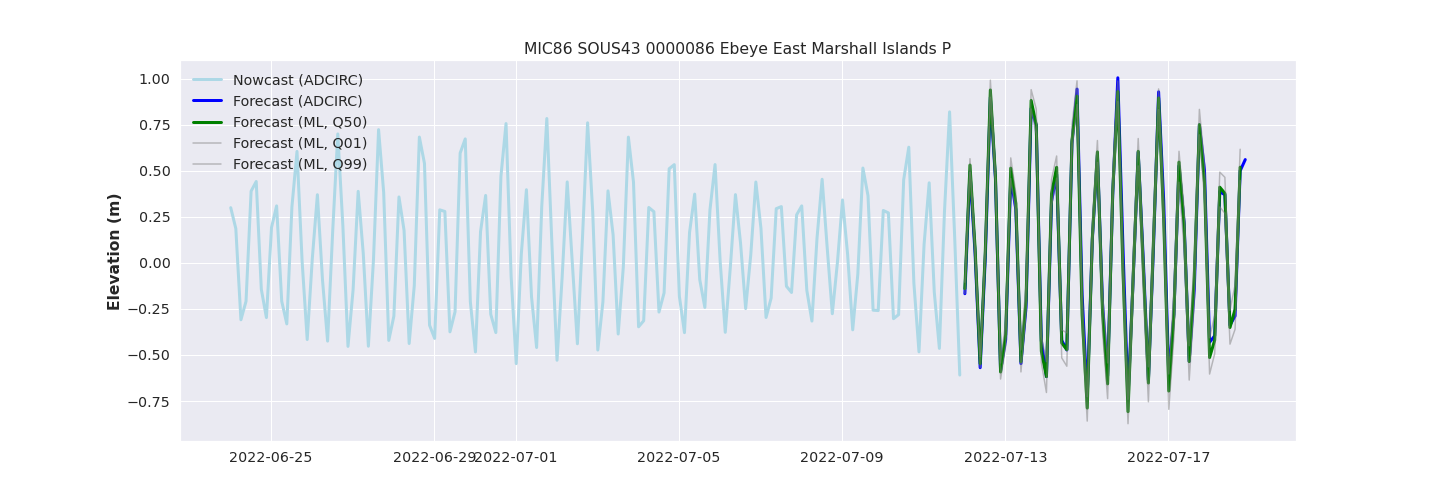 MIC86 SOUS43 0000086 Ebeye East Marshall Islands P
Nowcast (ADCIRC)
Forecast (ADCIRC)
Forecast (ML, Q50)
Forecast (ML, Q01)
Forecast (ML, Q99)
Elevation (m)
1.00
0.75
0.50
0.25
0.00
−0.25
−0.50
−0.75
2022-06-25 2022-06-29 2022-07-01 2022-07-05 2022-07-09 2022-07-13 2022-07-17